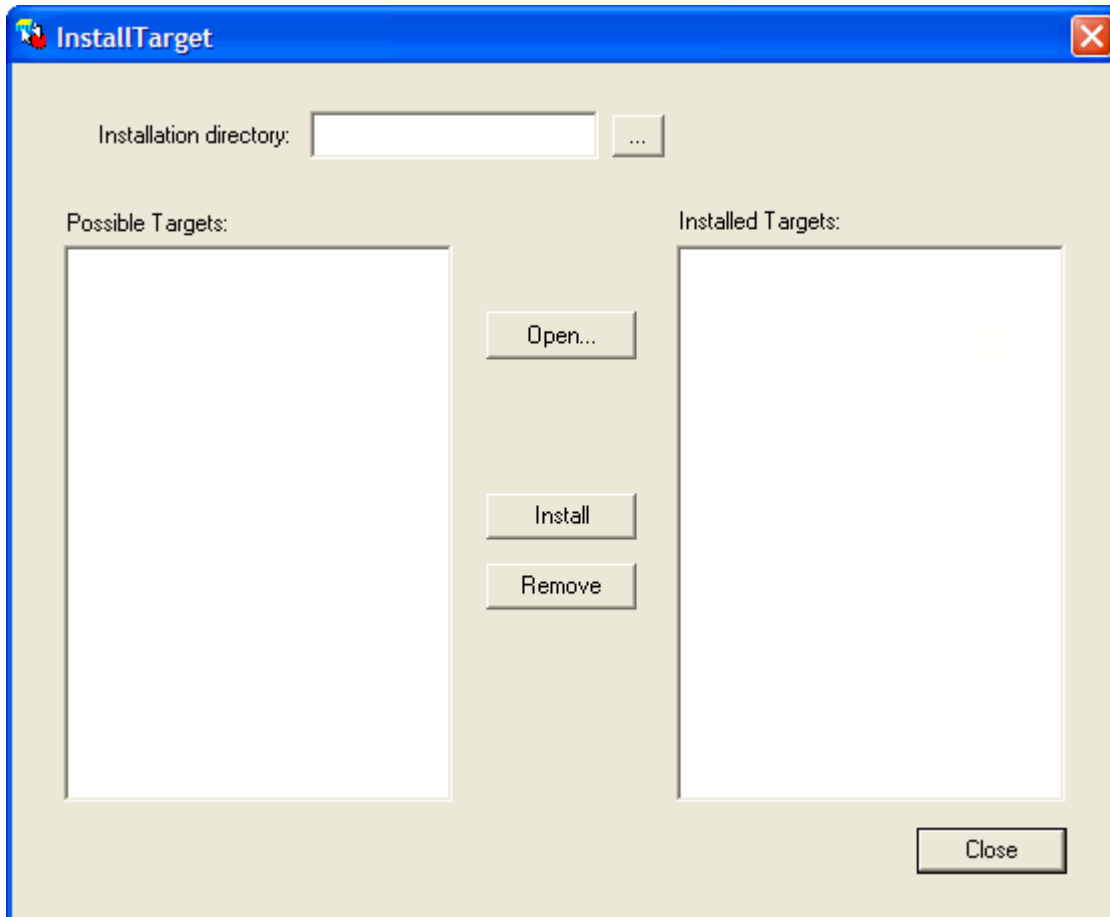 InstallTarget
Installation directory:
...
Possible Targets:
Installed Targets:
Open...
Install
Remove
Close